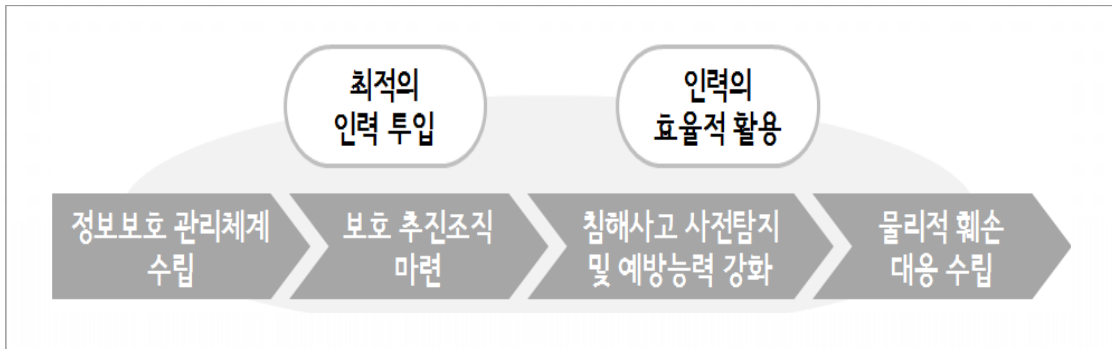 최적의
인력 투입
인력의
효율적 활용
정보보호 관리체계
수립
보호 추진조직
마련
침해사고 사전탐지
및 예방능력 강화
물리적 훼손
대응 수립